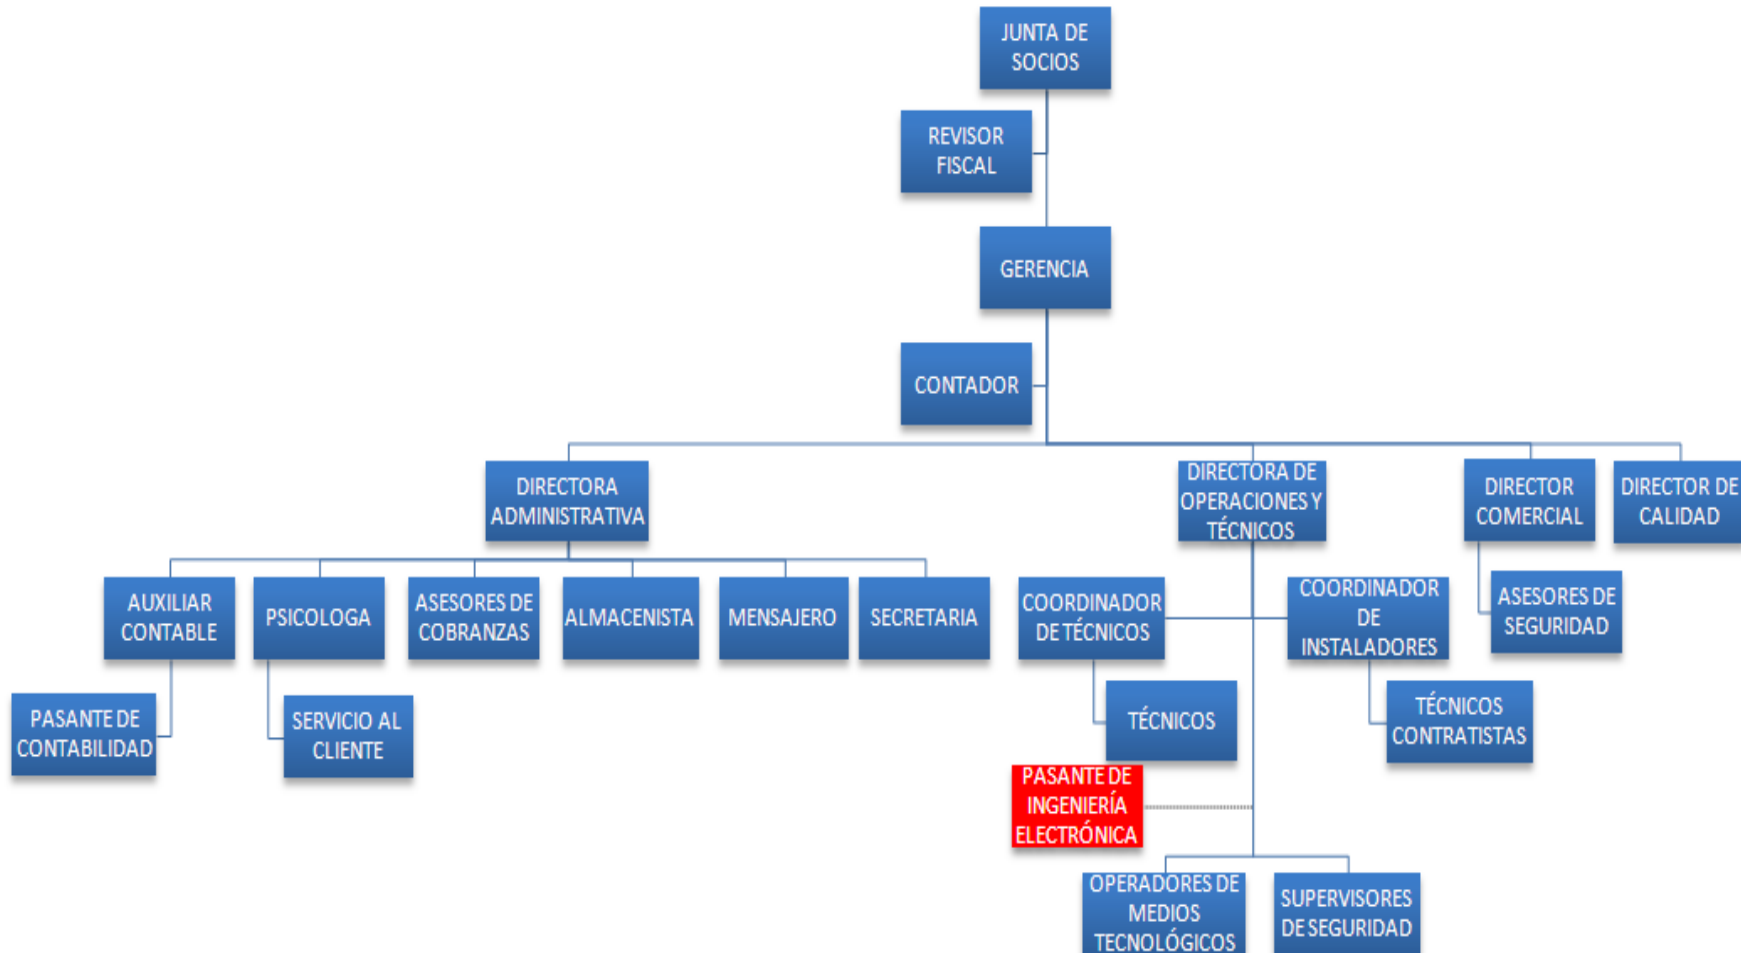 JUNTA DE
SOCIOS
REVISOR
FISCAL
GERENCIA
CONTADOR
DIRECTORA
ADMINISTRATIVA
DIRECTORA DE
OPERACIONES Y
TÉCNICOS
DIRECTOR
COMERCIAL
DIRECTOR DE
CALIDAD
AUXILIAR
CONTABLE
PSICOLOGA
ASESORES DE
COBRANZAS
ALMACENISTA
MENSAJERO
SECRETARIA
COORDINADOR
DE TÉCNICOS
COORDINADOR
DE
INSTALADORES
ASESORES DE
SEGURIDAD
PASANTE DE
CONTABILIDAD
SERVICIO AL
CLIENTE
TÉCNICOS
TÉCNICOS
CONTRATISTAS
PASANTE DE
INGENIERÍA
ELECTRÓNICA
OPERADORES DE
MEDIOS
TECNOLÓGICOS
SUPERVISORES
DE SEGURIDAD